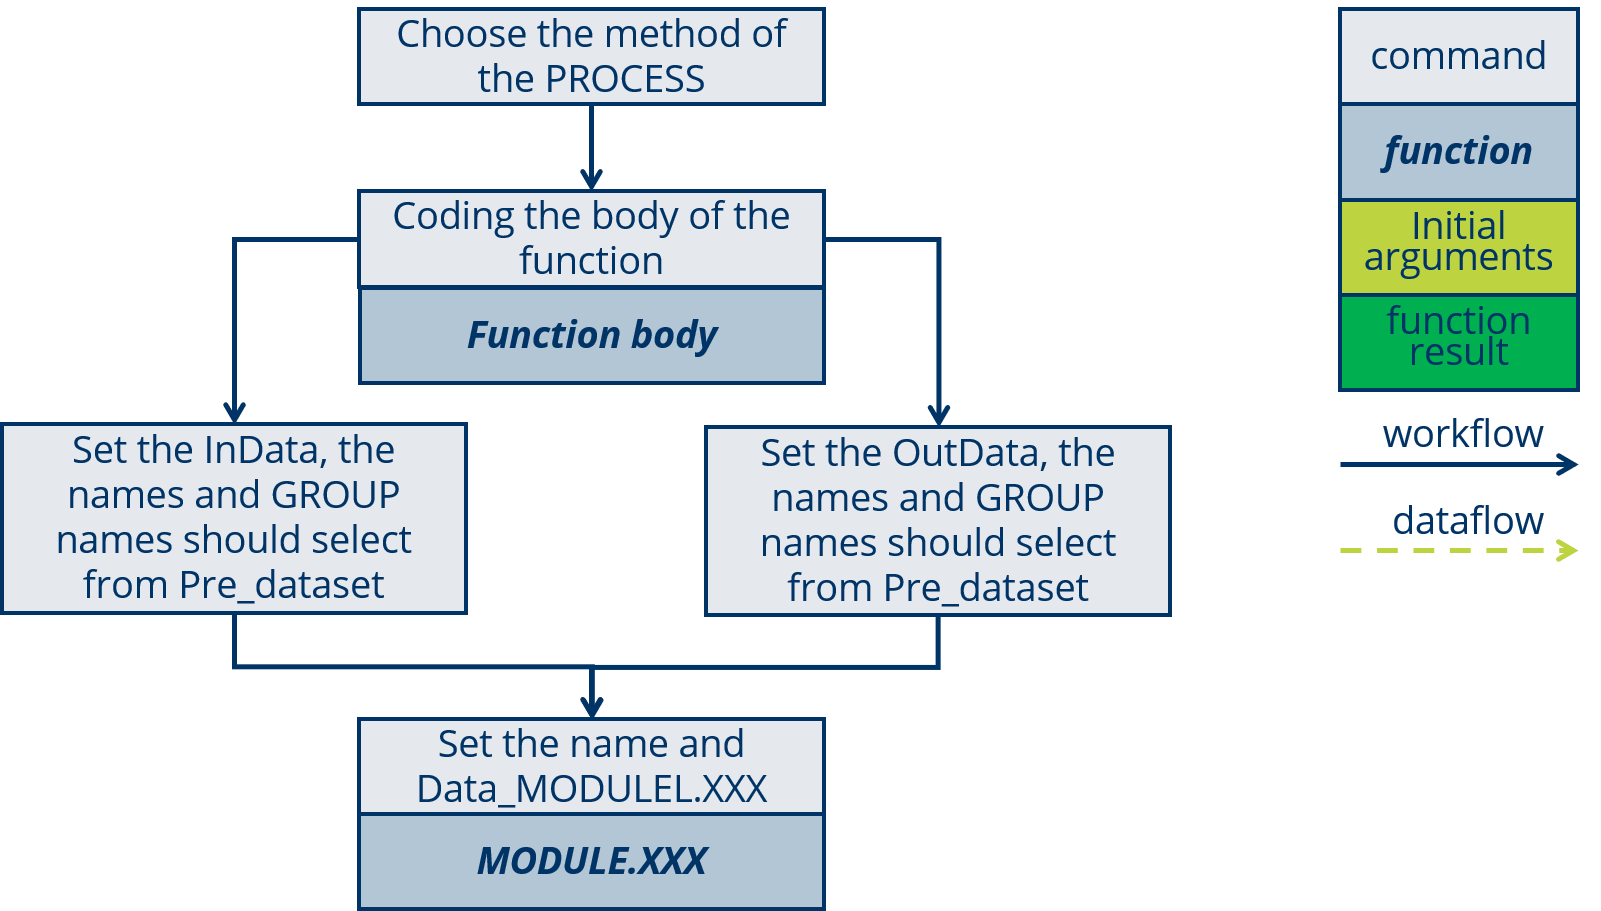 Choose the method of
the PROCESS
Coding the body of the
function
Function body
Set the InData, the
names and GROUP
names should select
from Pre_dataset
Set the OutData, the
names and GROUP
names should select
from Pre_dataset
Set the name and
Data_MODULEL.XXX
MODULE.XXX
command
function
Initial
arguments
function
result
workflow
dataflow